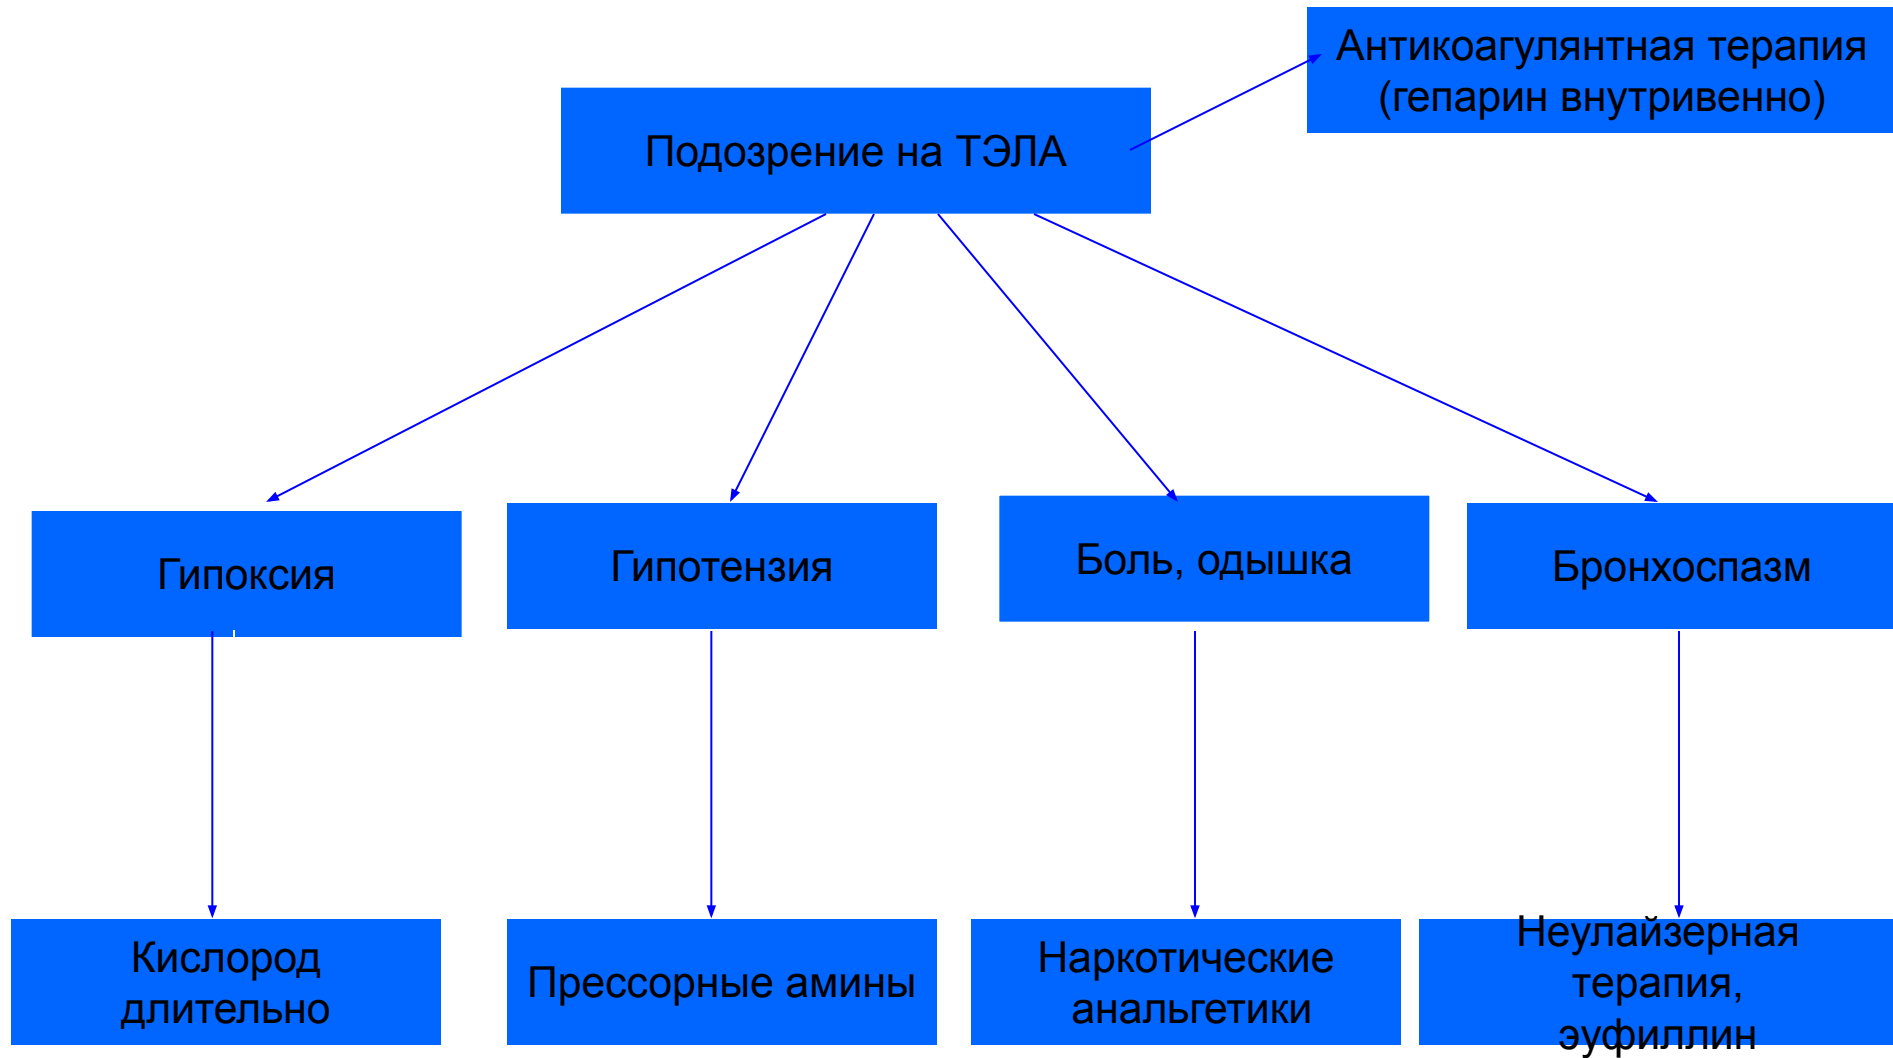 Антикоагулянтная терапия
(гепарин внутривенно)
Подозрение на ТЭЛА
Гипоксия
Гипотензия
Боль, одышка
Бронхоспазм
Кислород
длительно
Прессорные амины
Наркотические
анальгетики
Неулайзерная
терапия,
эуфиллин